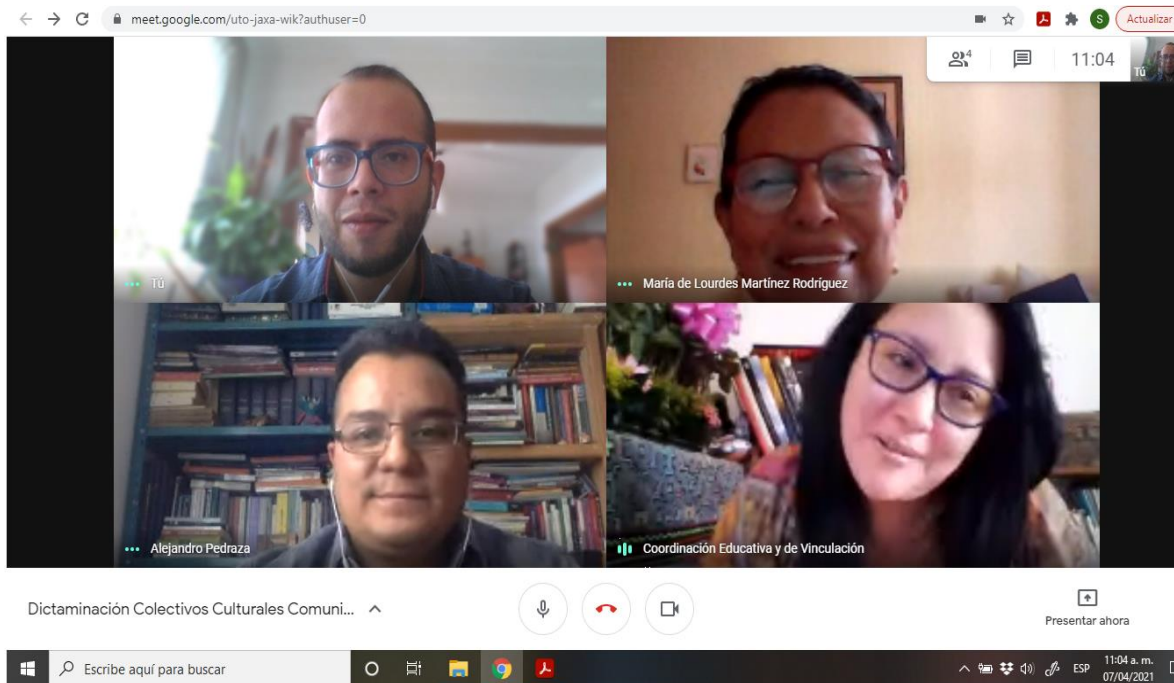 meet.google.com/uto-jaxa-wik?authuser=0
S
Actualizar
4
11:04
Tú
Tú
María de Lourdes Martínez Rodríguez
Alejandro Pedraza
Coordinación Educativa y de Vinculación
Dictaminación Colectivos Culturales Comuni...
Presentar ahora
Escribe aquí para buscar
ESP
11:04 a. m.
07/04/2021